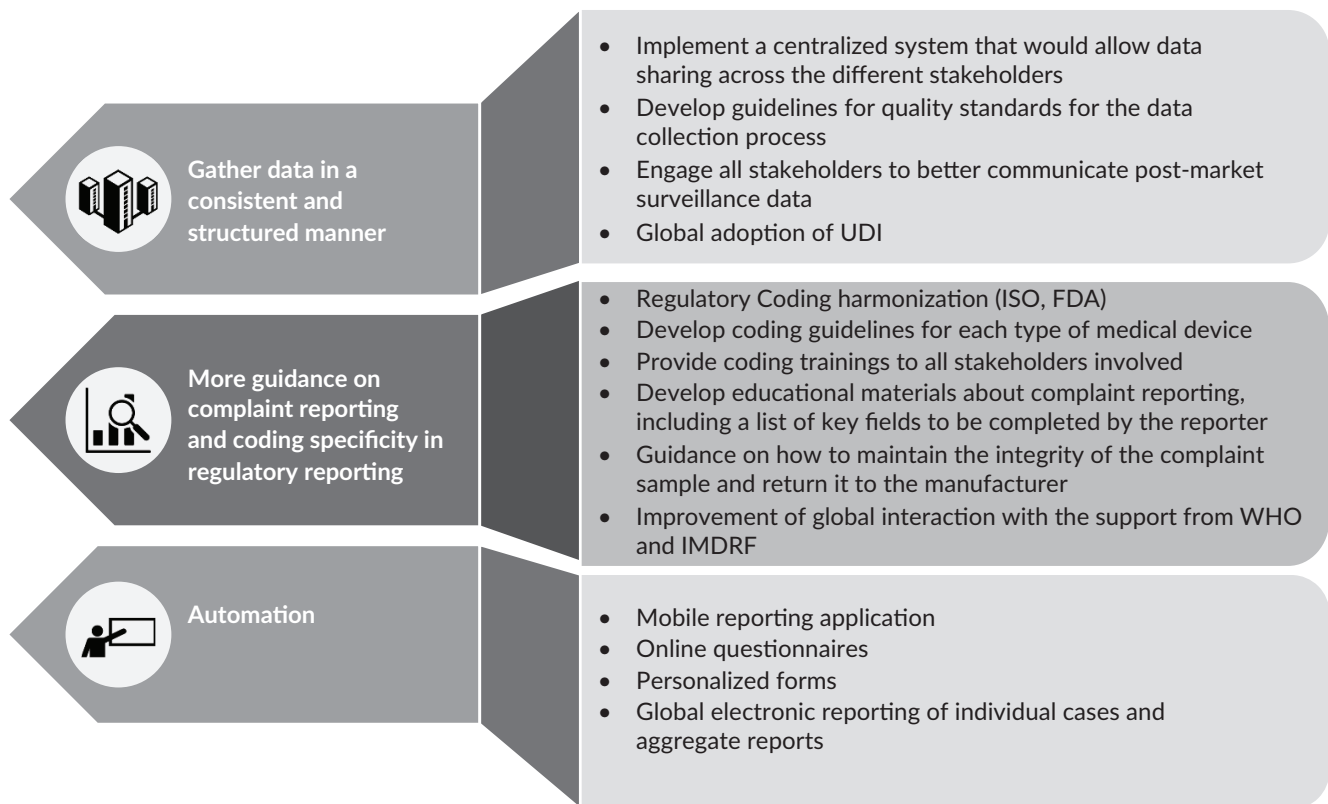 Gather data in a
consistent and
structured manner
• Implement a centralized system that would allow data
sharing across the different stakeholders
• Develop guidelines for quality standards for the data
collection process
• Engage all stakeholders to better communicate post-market
surveillance data
• Global adoption of UDI
More guidance on
complaint reporting
and coding specificity in
regulatory reporting
• Regulatory Coding harmonization (ISO, FDA)
• Develop coding guidelines for each type of medical device
• Provide coding trainings to all stakeholders involved
• Develop educational materials about complaint reporting,
including a list of key fields to be completed by the reporter
• Guidance on how to maintain the integrity of the complaint
sample and return it to the manufacturer
• Improvement of global interaction with the support from WHO
and IMDRF
Automation
• Mobile reporting application
• Online questionnaires
• Personalized forms
• Global electronic reporting of individual cases and
aggregate reports